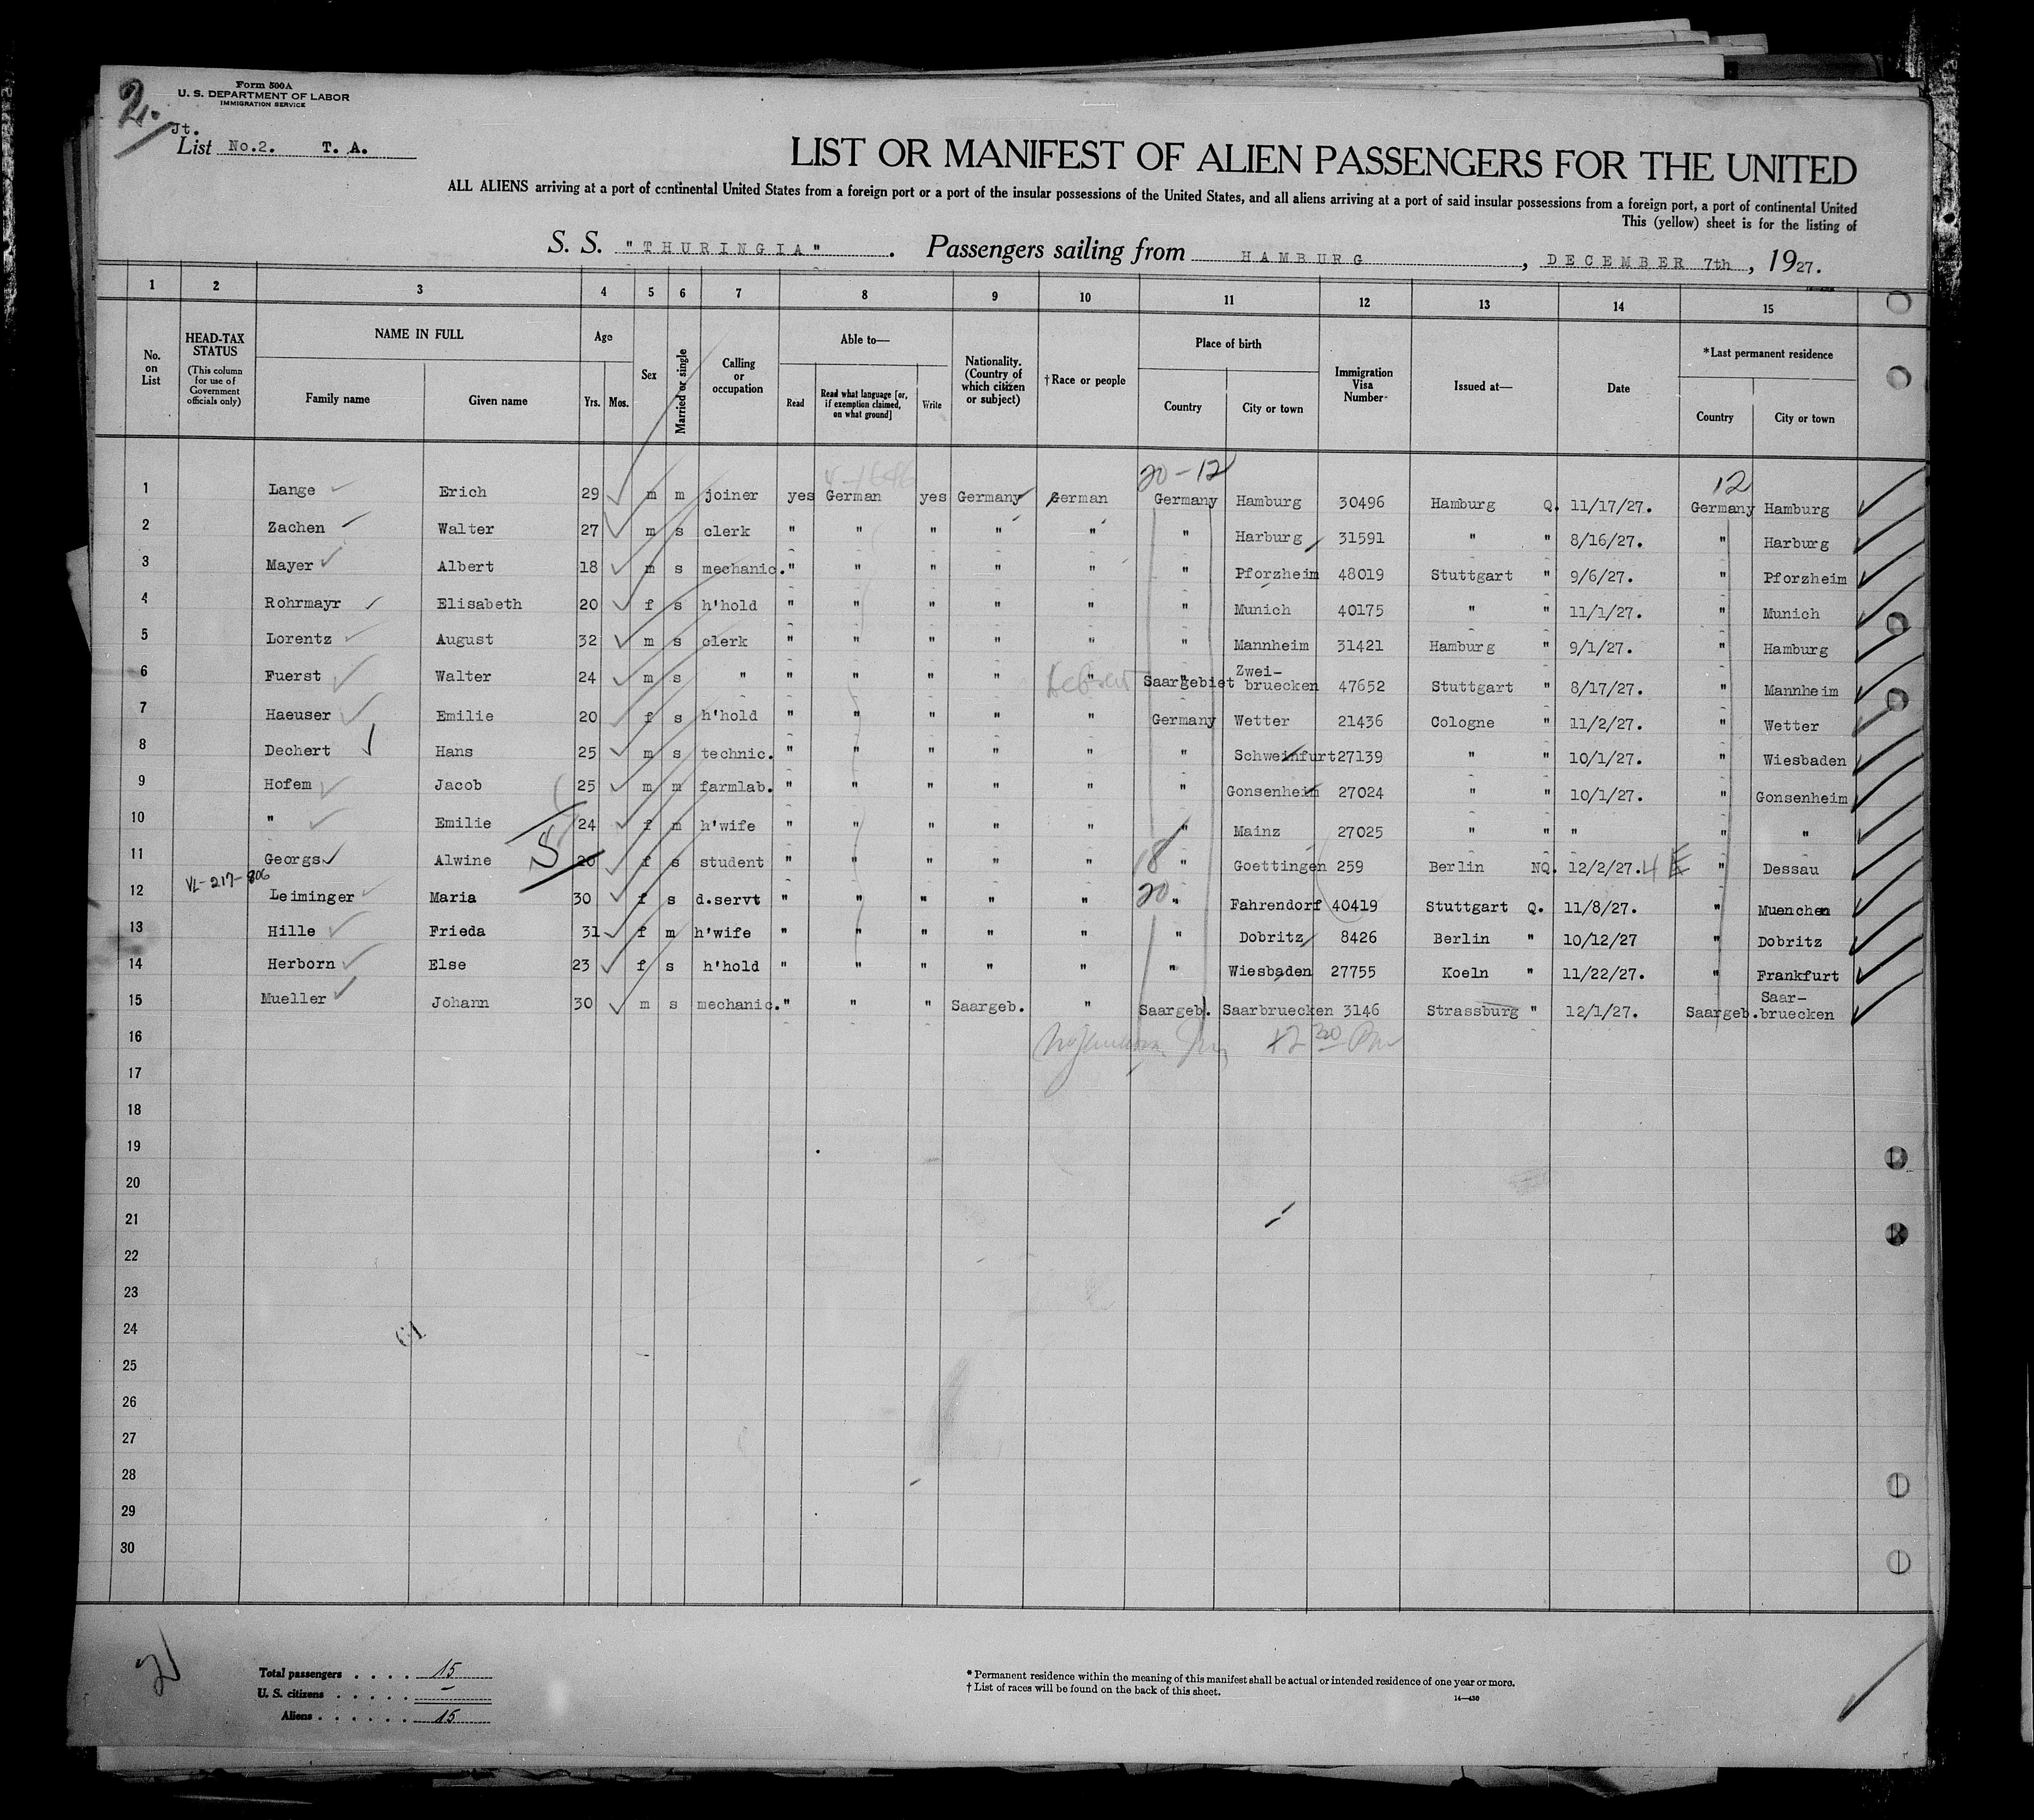 2.
Form 500A
U. S. DEPARTMENT OF LABOR
IMMIGRATION SERVICE
Jt.
List No.2. T. A.
LIST OR MANIFEST OF ALIEN PASSENGERS FOR THE UNITED
ALL ALIENS arriving at a port of continental United States from a foreign port or a port of the insular possessions of the United States, and all aliens arriving at a port of said insular possessions from a foreign port, a port of continental United
This (yellow) sheet is for the listing of
S. S. "THURINGIA". Passengers sailing from HAMBURG, DECEMBER 7th, 1927.
1 2 3 4 5 6 7 8 9 10 11 12 13 14 15
No. on List
HEAD-TAX STATUS (This column for use of Government officials only)
NAME IN FULL Family name Given name
Age Yrs. Mos.
Sex
Married or single
Calling or occupation
Able to— Read Read what language [or, if exemption claimed, on what ground] Write
Nationality. (Country of which citizen or subject)
†Race or people
Place of birth Country City or town
Immigration Visa Number
Issued at—
Date
*Last permanent residence Country City or town
20-12 12
1 Lange Erich 29 m m joiner yes German yes Germany German Germany Hamburg 30496 Hamburg Q. 11/17/27. Germany Hamburg
2 Zachen Walter 27 m s clerk " " " " " " Harburg 31591 " " 8/16/27. " Harburg
3 Mayer Albert 18 m s mechanic. " " " " " " Pforzheim 48019 Stuttgart " 9/6/27. " Pforzheim
4 Rohrmayr Elisabeth 20 f s h'hold " " " " " " Munich 40175 " " 11/1/27. " Munich
5 Lorentz August 32 m s clerk " " " " " " Mannheim 31421 Hamburg " 9/1/27. " Hamburg
6 Fuerst Walter 24 m s " " " " " " Hebrew Saargebiet Zwei-bruecken 47652 Stuttgart " 8/17/27. " Mannheim
7 Haeuser Emilie 20 f s h'hold " " " " " Germany Wetter 21436 Cologne " 11/2/27. " Wetter
8 Dechert Hans 25 m s technic. " " " " " " Schweinfurt 27139 " " 10/1/27. " Wiesbaden
9 Hofem Jacob 25 m m farmlab. " " " " " " Gonsenheim 27024 " " 10/1/27. " Gonsenheim
10 " Emilie 24 f m h'wife " " " " " " Mainz 27025 " " " " "
11 Georgs Alwine S 20 f s student " " " " " 18 " Goettingen 259 Berlin NQ. 12/2/27. 4 E " Dessau
12 VL-217-806 Leiminger Maria 30 f s d.servt " " " " " 20 " Fahrendorf 40419 Stuttgart Q. 11/8/27. " Muenchen
13 Hille Frieda 31 f m h'wife " " " " " " Dobritz 8426 Berlin " 10/12/27 " Dobritz
14 Herborn Else 23 f s h'hold " " " " " " Wiesbaden 27755 Koeln " 11/22/27. " Frankfurt
15 Mueller Johann 30 m s mechanic. " " " Saargeb. " Saargeb. Saarbruecken 3146 Strassburg " 12/1/27. Saargeb. Saar-bruecken
16 12 30 Pm
17
18
19
20
21
22
23
24
25
26
27
28
29
30
Total passengers . . . . 15
U. S. citizens . . . . .
Aliens . . . . . . 15
* Permanent residence within the meaning of this manifest shall be actual or intended residence of one year or more.
† List of races will be found on the back of this sheet.
14—430